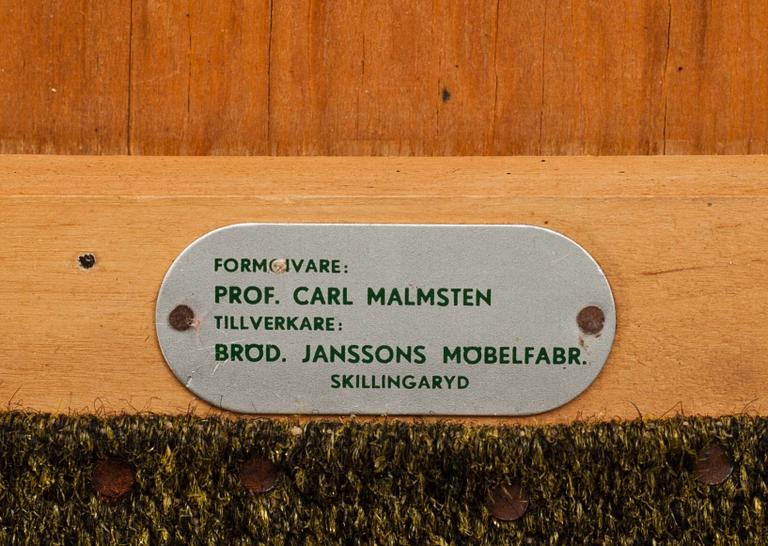 FORMGIVARE:
PROF. CARL MALMSTEN
TILLVERKARE:
BRÖD. JANSSONS MÖBELFABR.
SKILLINGARYD